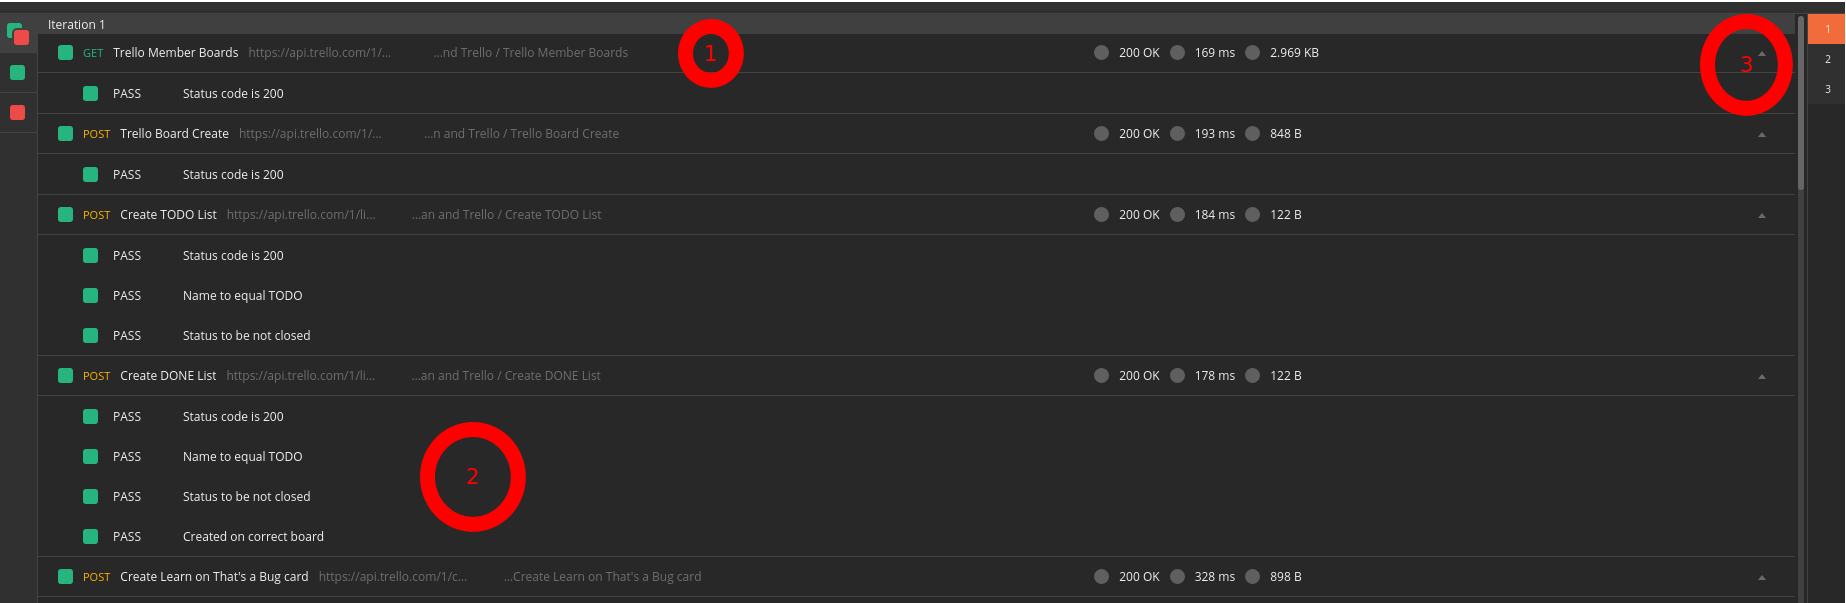 Iteration 1
GET Trello Member Boards https://api.trello.com/1/... ...nd Trello / Trello Member Boards 1 200 OK 169 ms 2.969 KB 3 1
2
PASS Status code is 200 3
POST Trello Board Create https://api.trello.com/1/... ...n and Trello / Trello Board Create 200 OK 193 ms 848 B
PASS Status code is 200
POST Create TODO List https://api.trello.com/1/li... ...an and Trello / Create TODO List 200 OK 184 ms 122 B
PASS Status code is 200
PASS Name to equal TODO
PASS Status to be not closed
POST Create DONE List https://api.trello.com/1/li... ...an and Trello / Create DONE List 200 OK 178 ms 122 B
PASS Status code is 200
PASS Name to equal TODO
2
PASS Status to be not closed
PASS Created on correct board
POST Create Learn on That's a Bug card https://api.trello.com/1/c... ...Create Learn on That's a Bug card 200 OK 328 ms 898 B